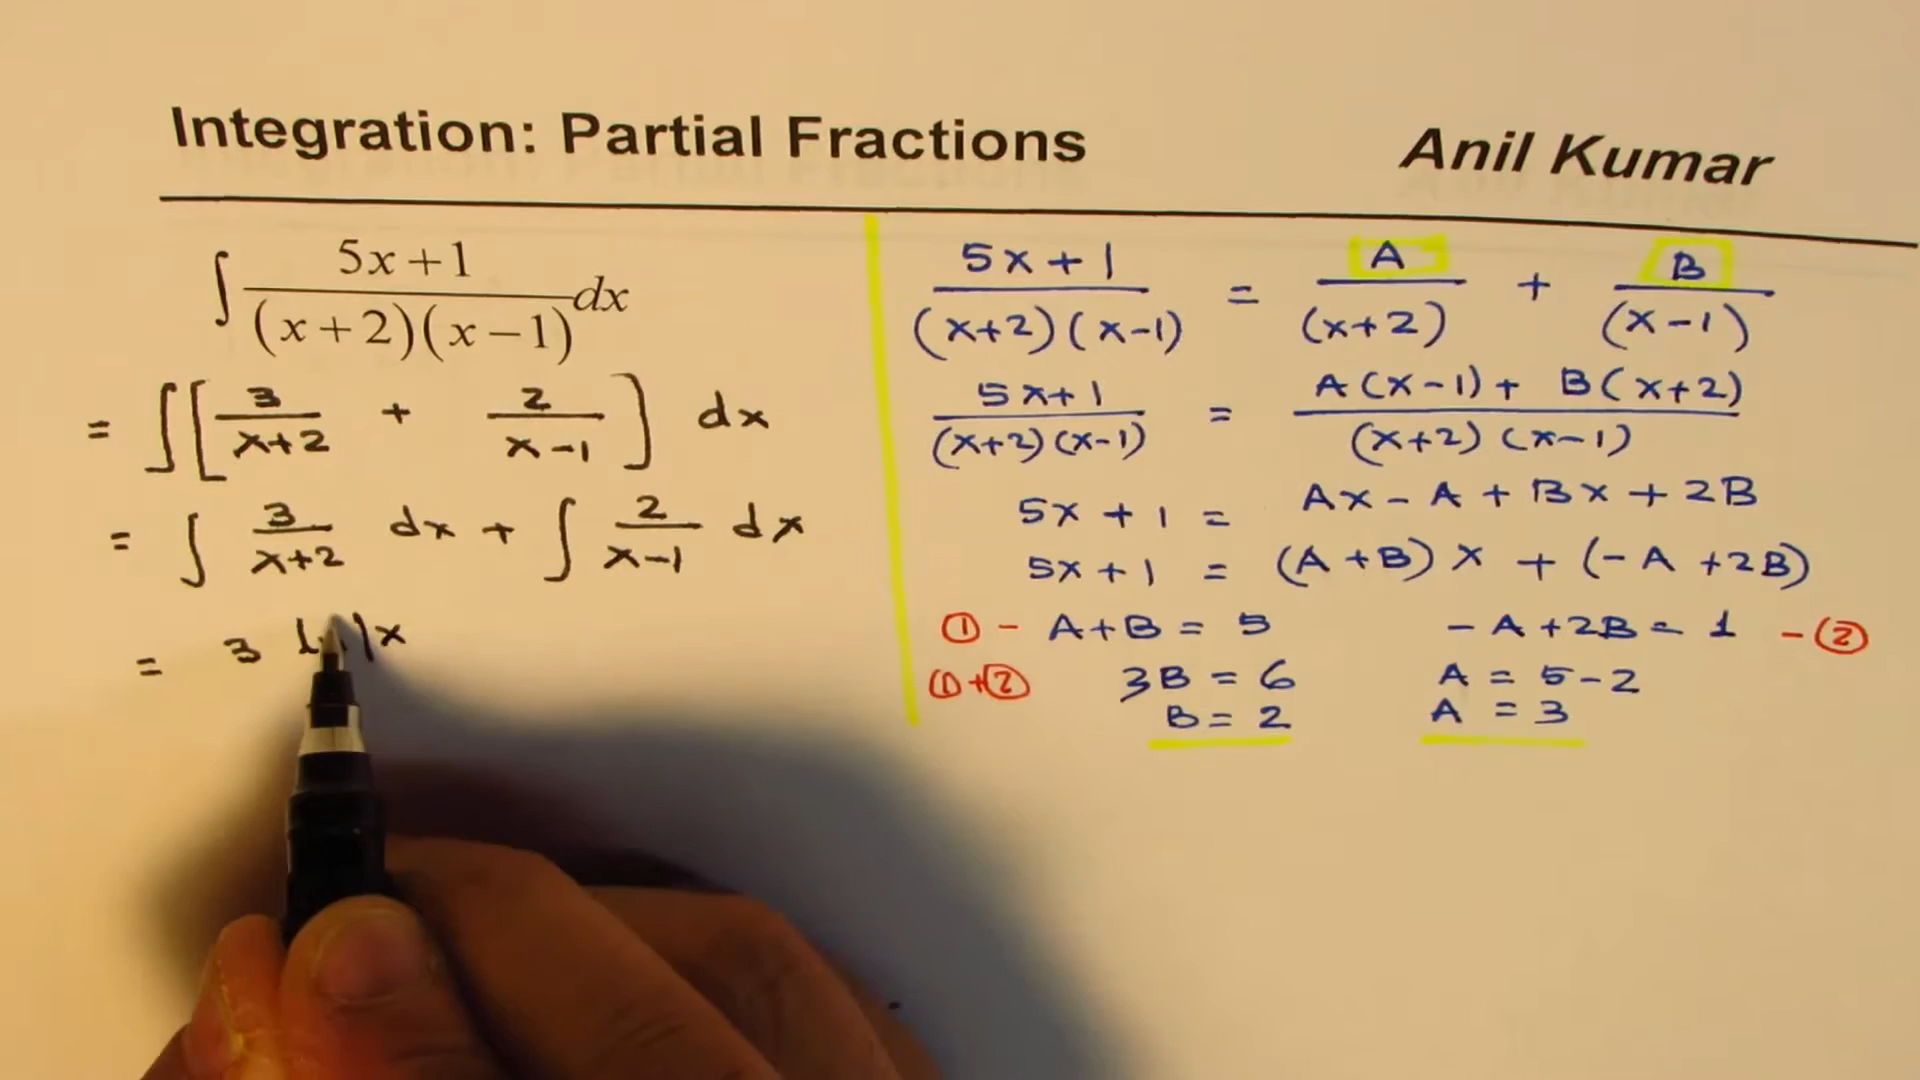 Integration: Partial Fractions Anil Kumar
∫ (5x+1)/((x+2)(x-1)) dx
= ∫[ 3/(x+2) + 2/(x-1) ] dx
= ∫ 3/(x+2) dx + ∫ 2/(x-1) dx
= 3 ln|x
(5x+1)/((x+2)(x-1)) = A/(x+2) + B/(x-1)
(5x+1)/((x+2)(x-1)) = (A(x-1) + B(x+2))/((x+2)(x-1))
5x + 1 = Ax - A + Bx + 2B
5x + 1 = (A+B) x + (-A + 2B)
① - A+B = 5 -A+2B = 1 - ②
①+② 3B = 6 A = 5-2
B = 2 A = 3